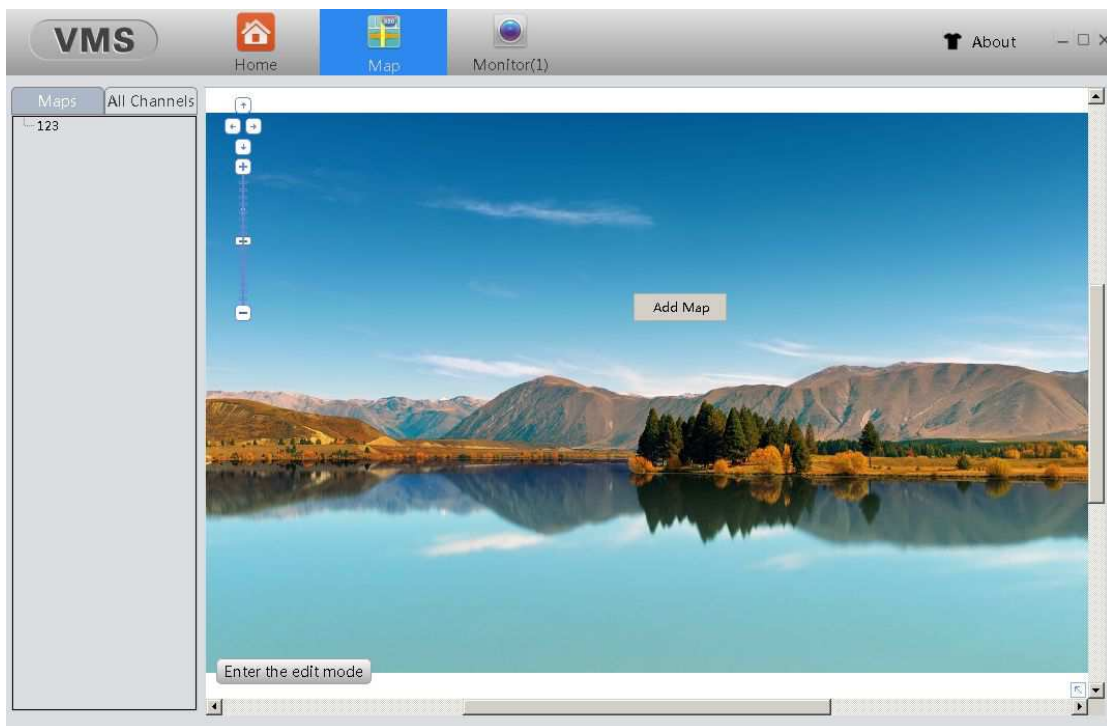 VMS
Home
Map
Monitor(1)
About
Maps
All Channels
123
Add Map
Enter the edit mode